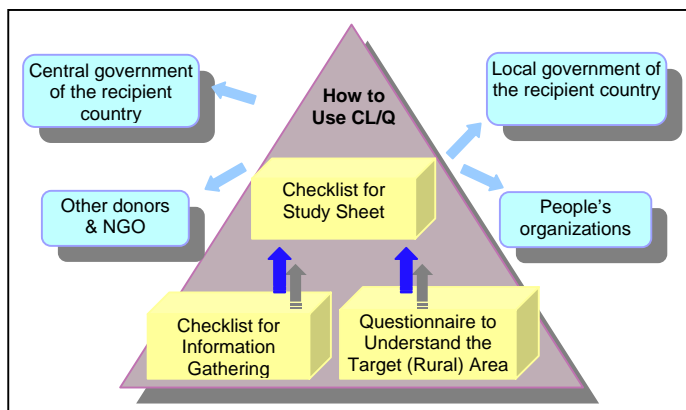 Central government
of the recipient
country
How to
Use CL/Q
Local government of
the recipient country
Other donors
& NGO
Checklist for
Study Sheet
People's
organizations
Checklist for
Information
Gathering
Questionnaire to
Understand the
Target (Rural) Area